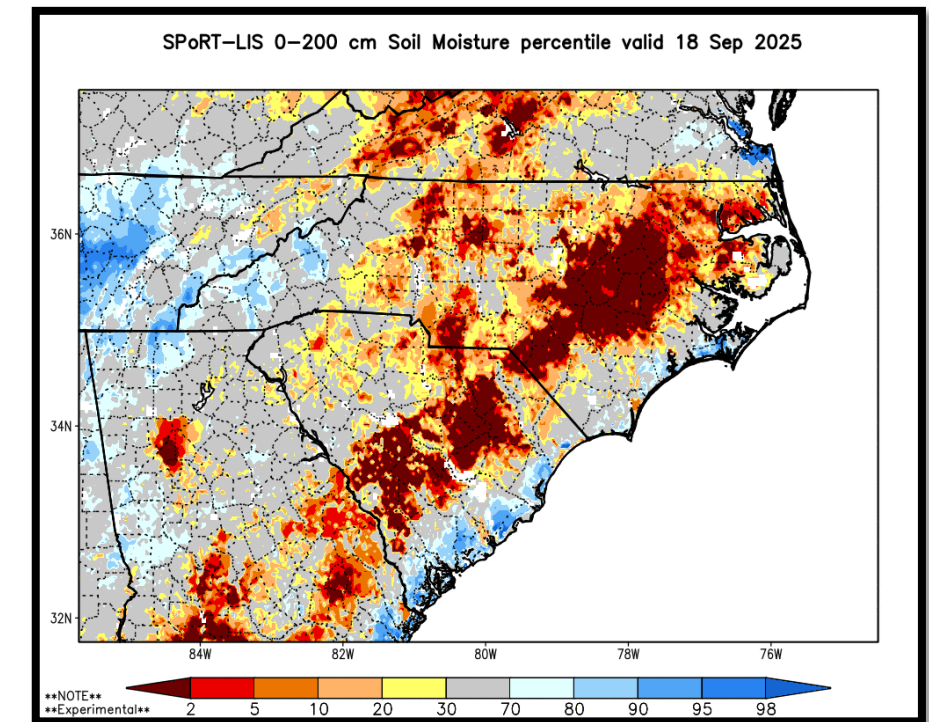 SPoRT-LIS 0-200 cm Soil Moisture percentile valid 18 Sep 2025
36N
34N
32N
84W 82W 80W 78W 76W
**NOTE**
**Experimental** 2 5 10 20 30 70 80 90 95 98